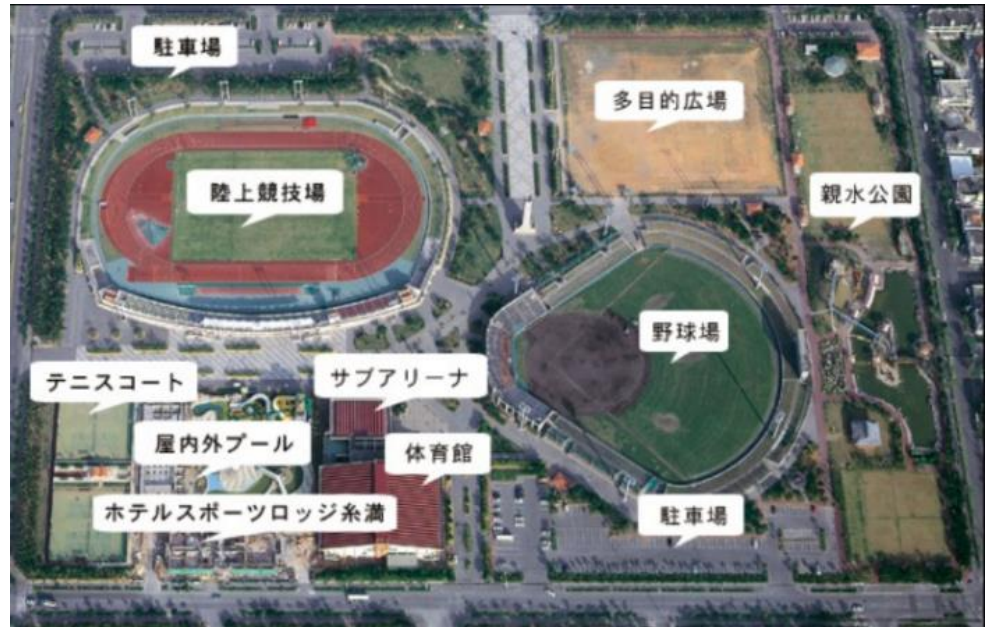 駐車場
多目的広場
陸上競技場
親水公園
野球場
テニスコート
サブアリーナ
屋内外プール
体育館
ホテルスポーツロッジ糸満
駐車場